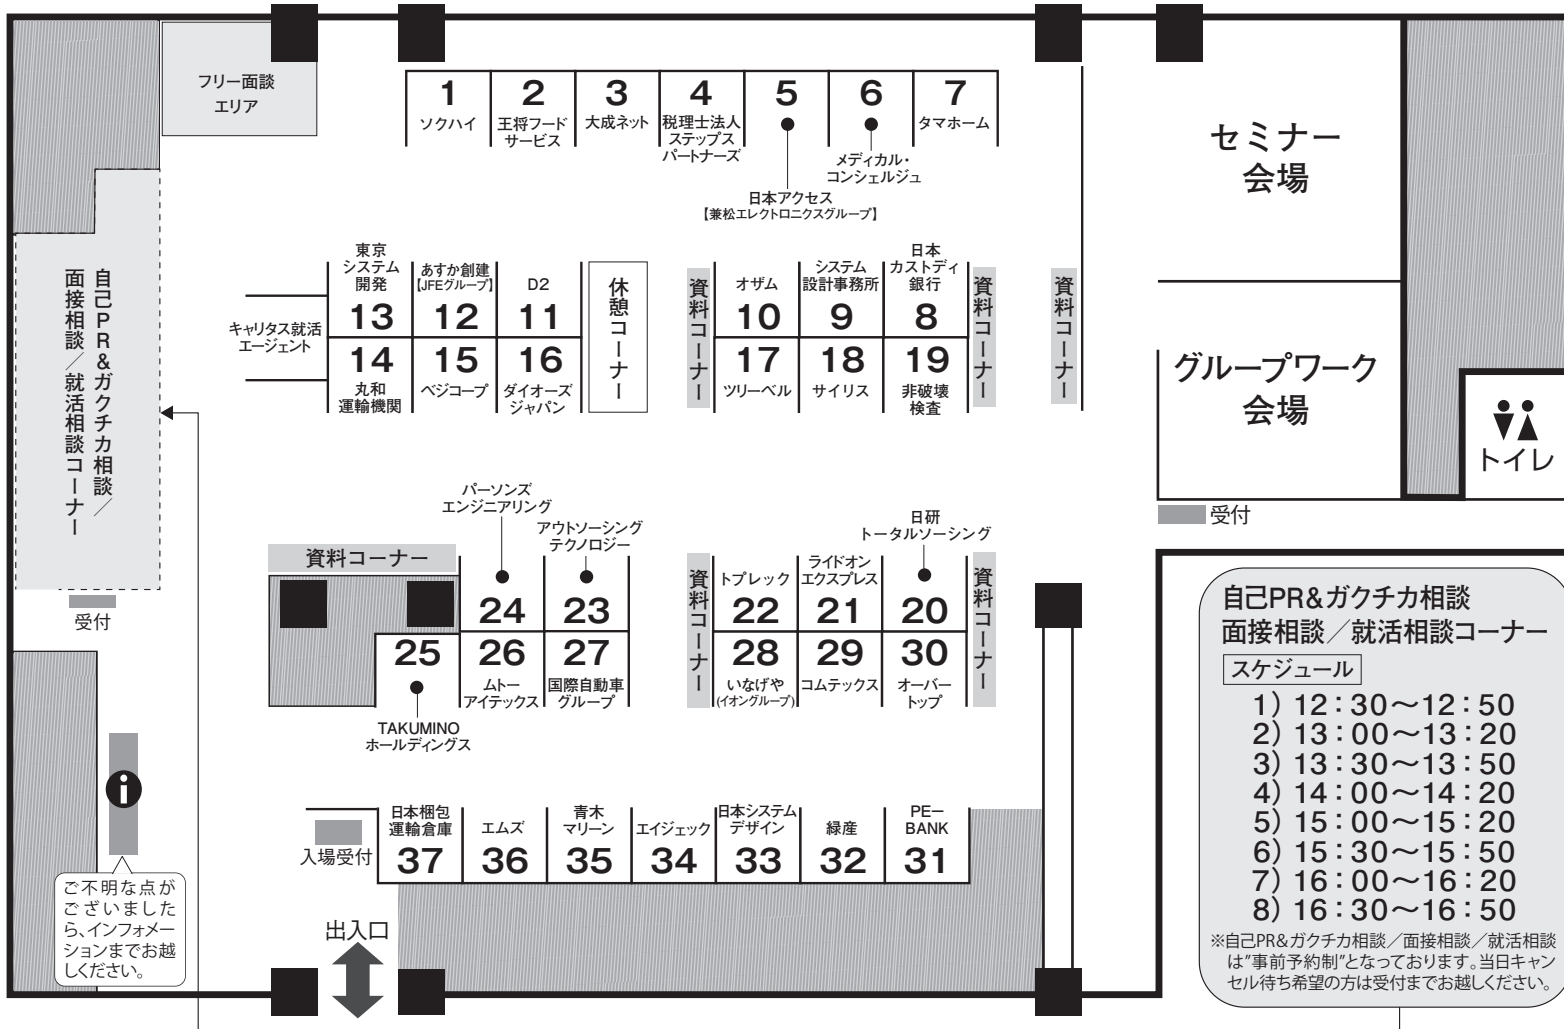 フリー面談
エリア
1
ソクハイ
2
王将フード
サービス
3
大成ネット
4
税理士法人
ステップス
パートナーズ
5
日本アクセス
【兼松エレクトロニクスグループ】
6
メディカル・
コンシェルジュ
7
タマホーム
セミナー
会場
自己PR&ガクチカ相談／
面接相談／就活相談コーナー
キャリタス就活
エージェント
東京
システム
開発
13
あすか創建
【JFEグループ】
12
D2
11
休憩コーナー
資料コーナー
オザム
10
システム
設計事務所
9
日本
カストディ
銀行
8
資料コーナー
資料コーナー
14
丸和
運輸機関
15
ベジコープ
16
ダイオーズ
ジャパン
17
ツリーベル
18
サイリス
19
非破壊
検査
グループワーク
会場
トイレ
受付
受付
資料コーナー
パーソンズ
エンジニアリング
24
アウトソーシング
テクノロジー
23
資料コーナー
トプレック
22
ライドオン
エクスプレス
21
日研
トータルソーシング
20
資料コーナー
25
TAKUMINO
ホールディングス
26
ムトー
アイテックス
27
国際自動車
グループ
28
いなげや
(イオングループ)
29
コムテックス
30
オーバー
トップ
i
ご不明な点が
ございました
ら、インフォメー
ションまでお越
しください。
入場受付
日本梱包
運輸倉庫
37
エムズ
36
青木
マリーン
35
エイジェック
34
日本システム
デザイン
33
緑産
32
PEー
BANK
31
出入口
自己PR&ガクチカ相談
面接相談／就活相談コーナー
スケジュール
1）12：30〜12：50
2）13：00〜13：20
3）13：30〜13：50
4）14：00〜14：20
5）15：00〜15：20
6）15：30〜15：50
7）16：00〜16：20
8）16：30〜16：50
※自己PR&ガクチカ相談／面接相談／就活相談
は"事前予約制"となっております。当日キャン
セル待ち希望の方は受付までお越しください。